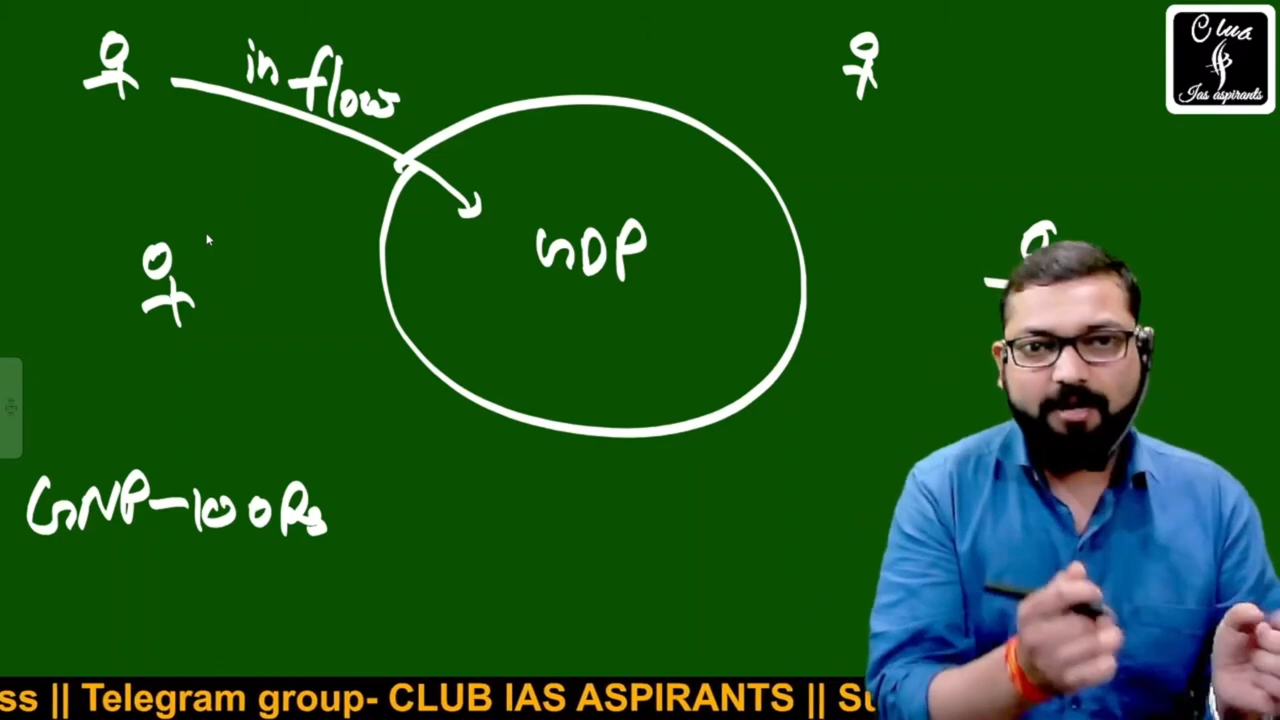 in flow
GDP
GNP-100Rs
Club
Ias aspirants
ss || Telegram group- CLUB IAS ASPIRANTS || Su